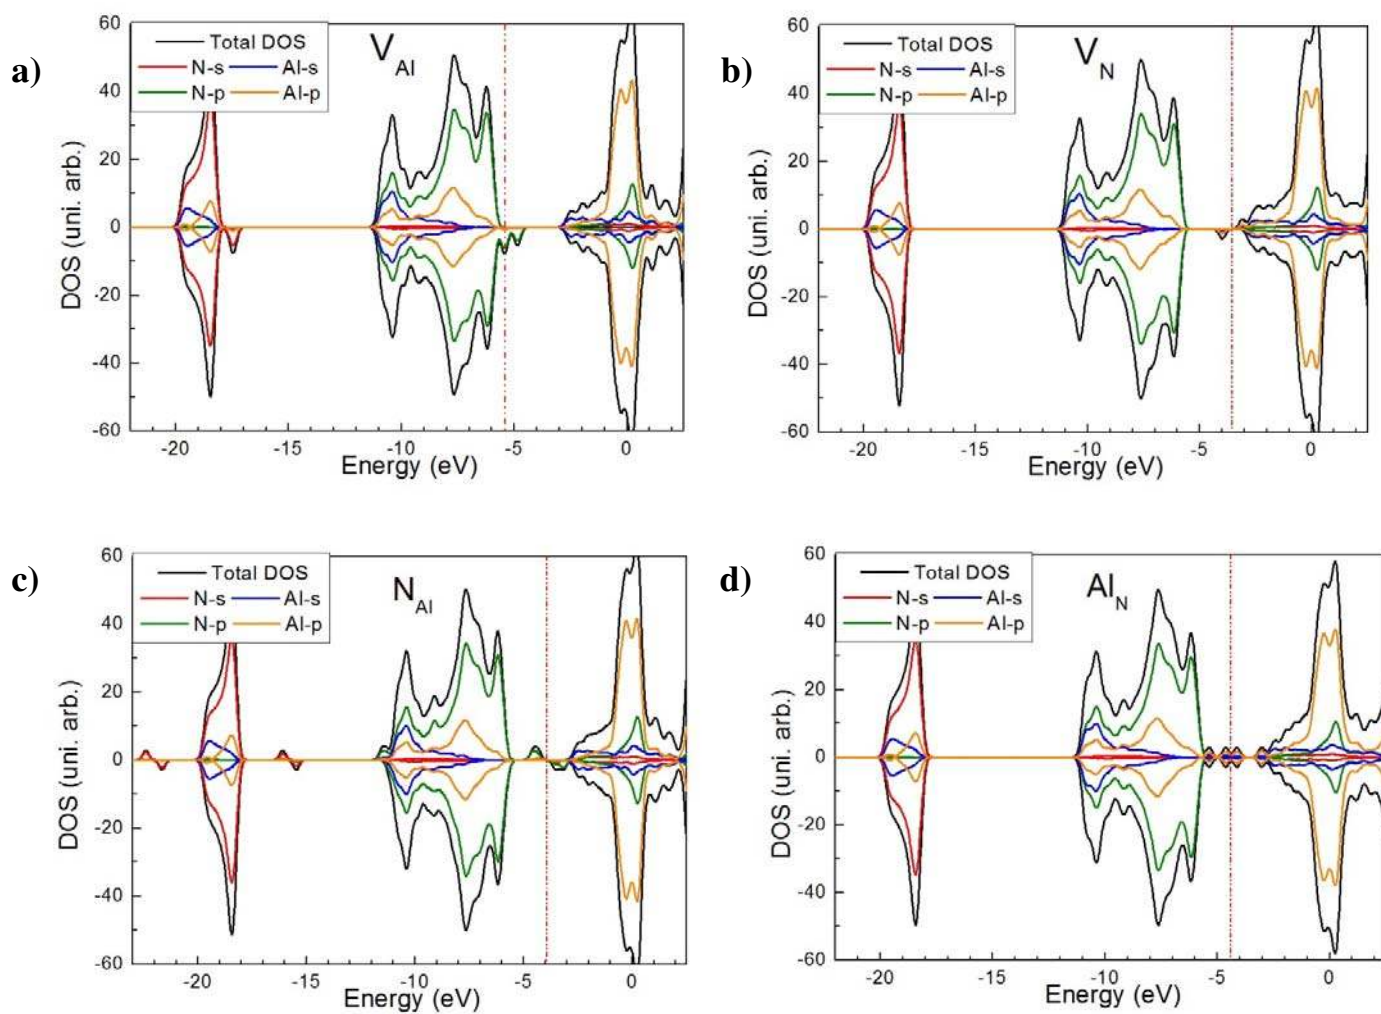 a)
V_Al
Total DOS
N-s Al-s
N-p Al-p
DOS (uni. arb.)
60
40
20
0
-20
-40
-60
-20 -15 -10 -5 0
Energy (eV)
b)
V_N
Total DOS
N-s Al-s
N-p Al-p
DOS (uni. arb.)
60
40
20
0
-20
-40
-60
-20 -15 -10 -5 0
Energy (eV)
c)
N_Al
Total DOS
N-s Al-s
N-p Al-p
DOS (uni. arb.)
60
40
20
0
-20
-40
-60
-20 -15 -10 -5 0
Energy (eV)
d)
Al_N
Total DOS
N-s Al-s
N-p Al-p
DOS (uni. arb.)
60
40
20
0
-20
-40
-60
-20 -15 -10 -5 0
Energy (eV)